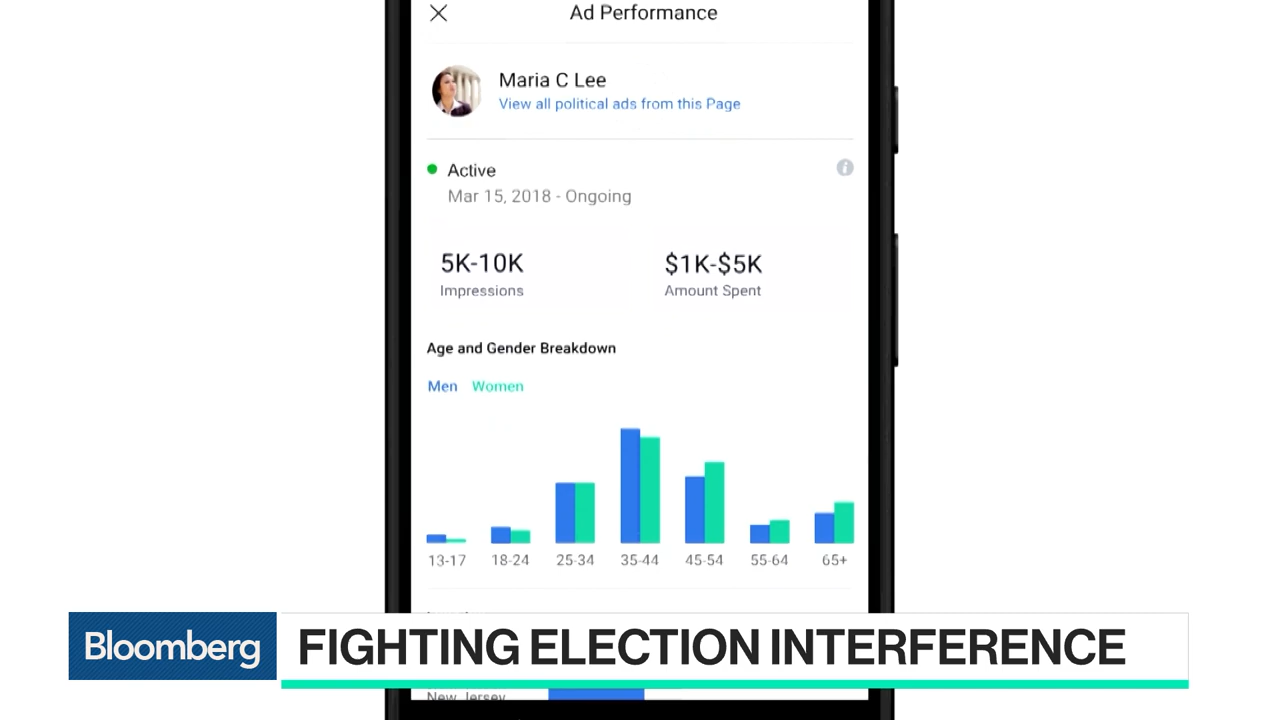 Ad Performance
Maria C Lee
View all political ads from this Page
Active
Mar 15, 2018 - Ongoing
5K-10K
$1K-$5K
Impressions
Amount Spent
Age and Gender Breakdown
Men Women
13-17 18-24 25-34 35-44 45-54 55-64 65+
Bloomberg
FIGHTING ELECTION INTERFERENCE
New Jersey